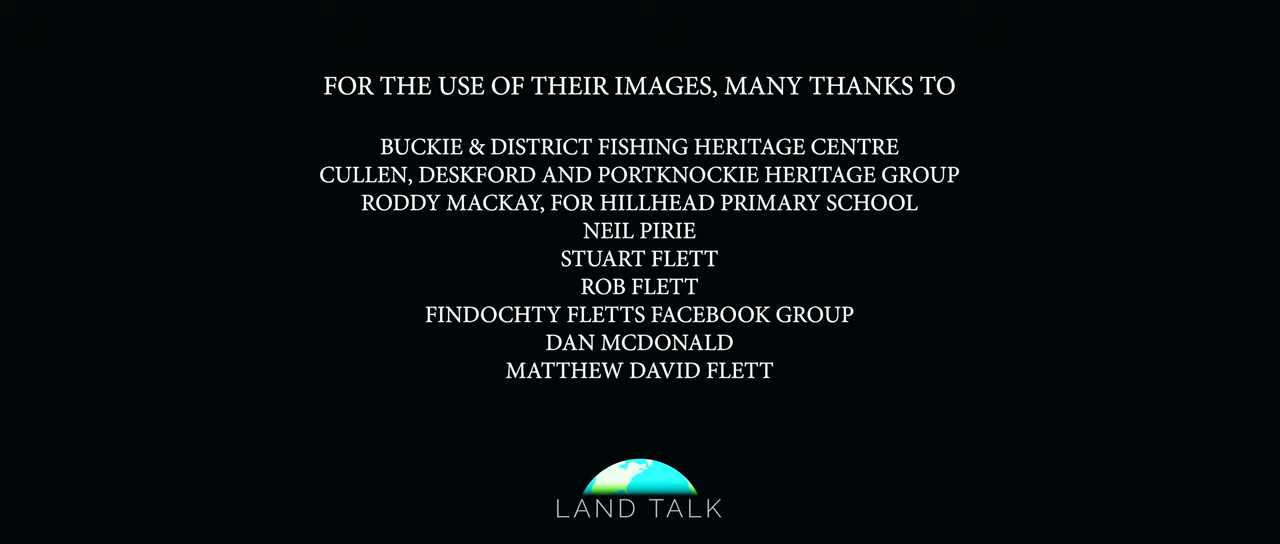 FOR THE USE OF THEIR IMAGES, MANY THANKS TO
BUCKIE & DISTRICT FISHING HERITAGE CENTRE
CULLEN, DESKFORD AND PORTKNOCKIE HERITAGE GROUP
RODDY MACKAY, FOR HILLHEAD PRIMARY SCHOOL
NEIL PIRIE
STUART FLETT
ROB FLETT
FINDOCHTY FLETTS FACEBOOK GROUP
DAN MCDONALD
MATTHEW DAVID FLETT
LAND TALK